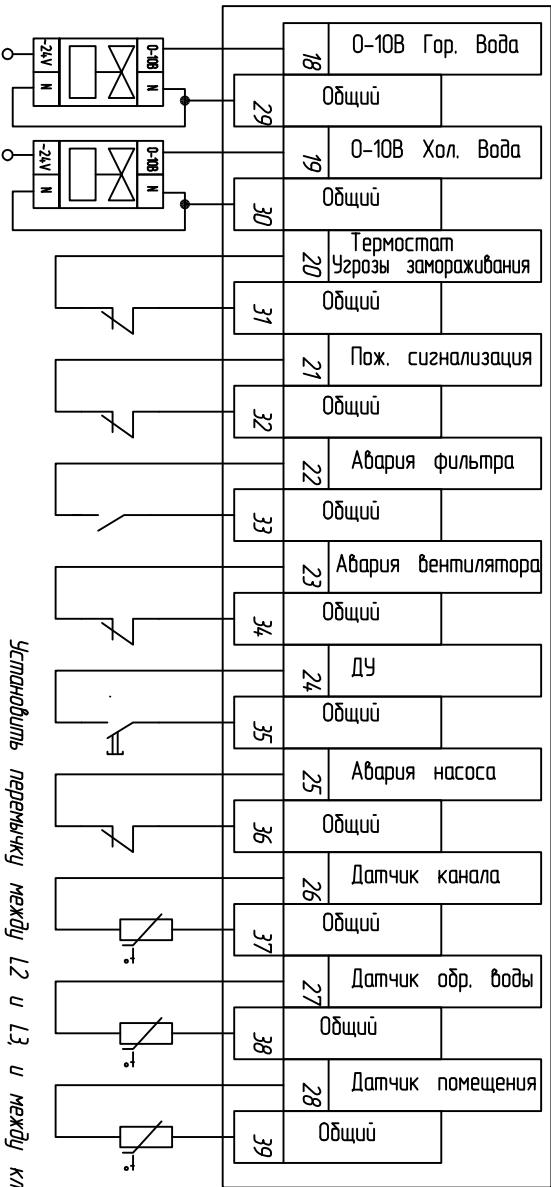 ~24V
N
0-10В
N
18
0-10В Гор. Вода
29
Общий
~24V
N
0-10В
N
19
0-10В Хол. Вода
30
Общий
20
Термостат
Угрозы замораживания
31
Общий
21
Пож. сигнализация
32
Общий
22
Авария фильтра
33
Общий
23
Авария вентилятора
34
Общий
24
ДУ
35
Общий
25
Авария насоса
36
Общий
26
Датчик канала
37
Общий
t°
27
Датчик обр. воды
38
Общий
t°
28
Датчик помещения
39
Общий
t°
Установить перемычку между L2 и L3, и между кл